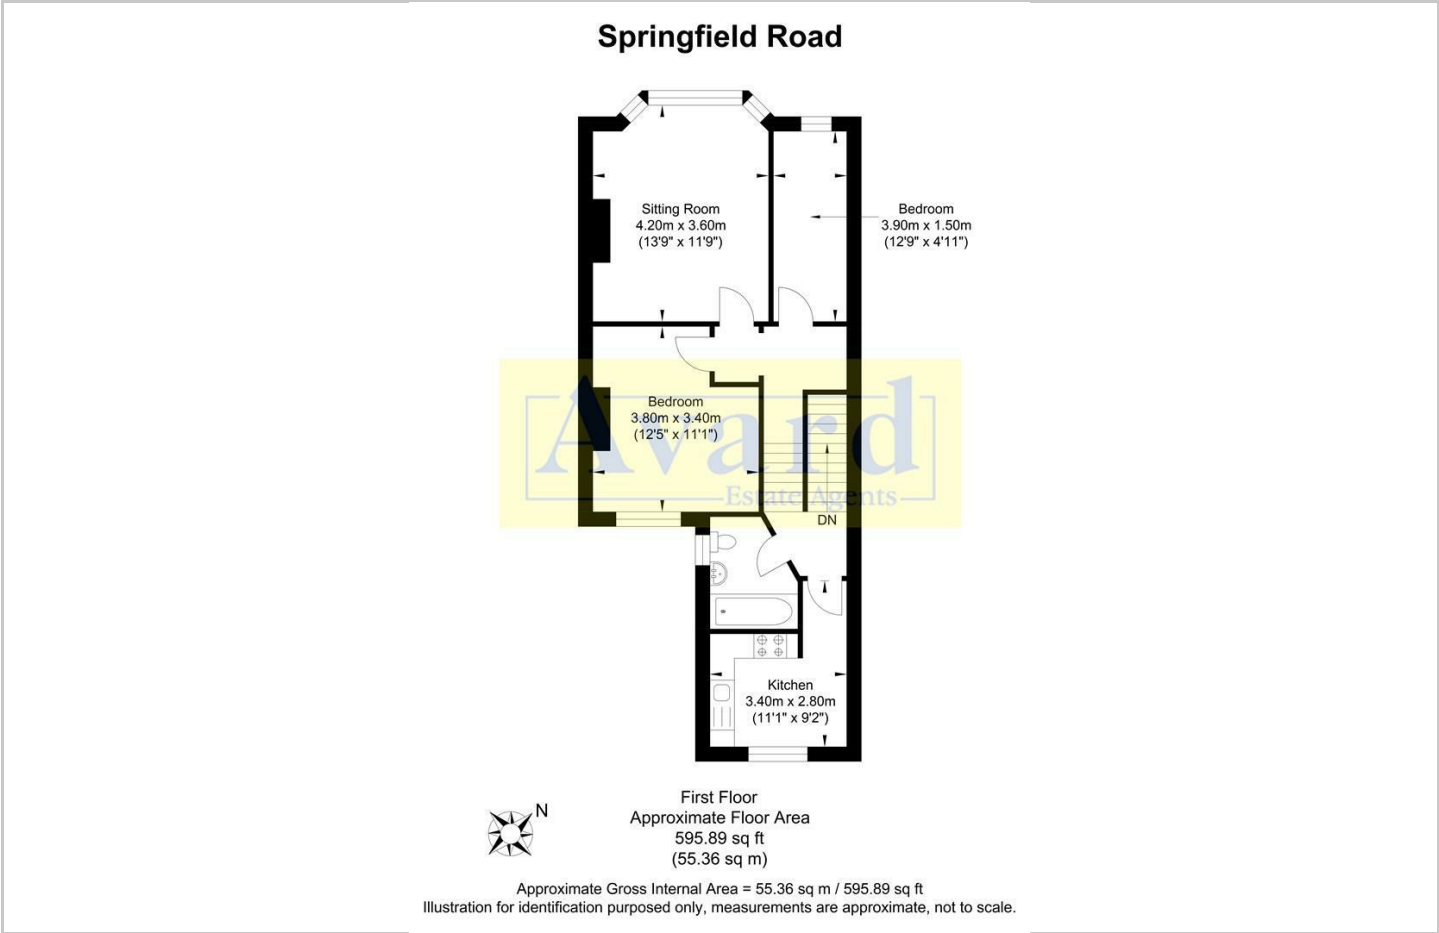 Springfield Road
Sitting Room
4.20m x 3.60m
(13'9" x 11'9")
Bedroom
3.90m x 1.50m
(12'9" x 4'11")
Bedroom
3.80m x 3.40m
(12'5" x 11'1")
Avard
Estate Agents
DN
Kitchen
3.40m x 2.80m
(11'1" x 9'2")
N
First Floor
Approximate Floor Area
595.89 sq ft
(55.36 sq m)
Approximate Gross Internal Area = 55.36 sq m / 595.89 sq ft
Illustration for identification purposed only, measurements are approximate, not to scale.